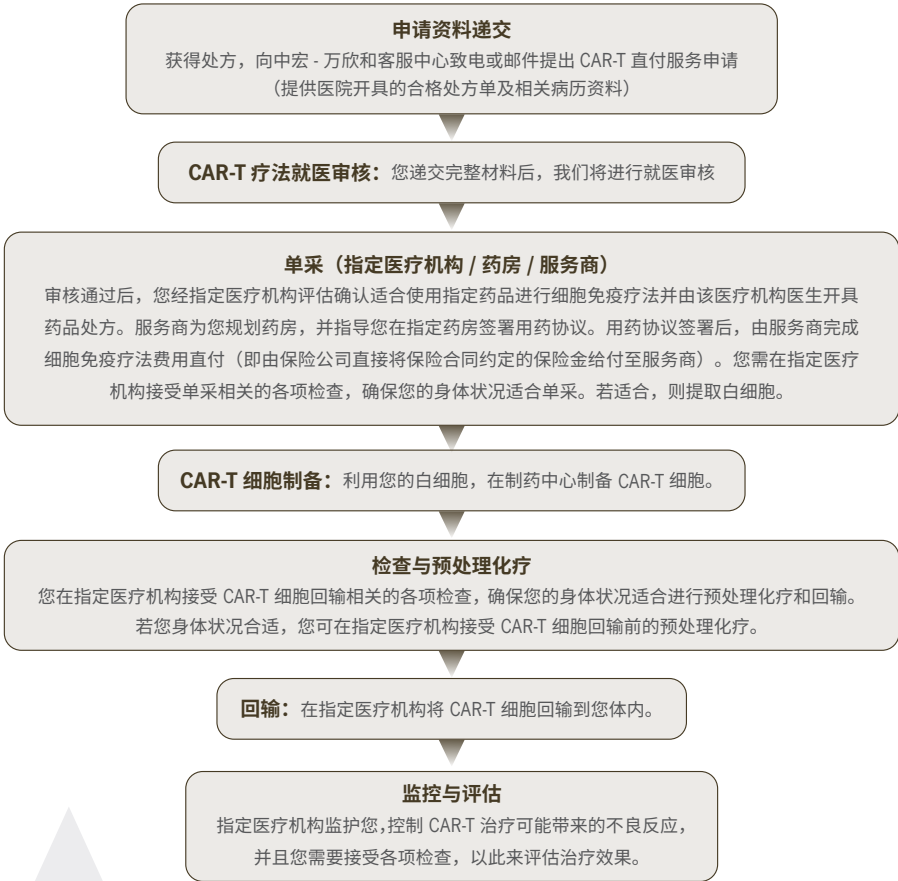 申请资料递交
获得处方，向中宏 - 万欣和客服中心致电或邮件提出 CAR-T 直付服务申请
（提供医院开具的合格处方单及相关病历资料）
CAR-T 疗法就医审核：您递交完整材料后，我们将进行就医审核
单采（指定医疗机构 / 药房 / 服务商）
审核通过后，您经指定医疗机构评估确认适合使用指定药品进行细胞免疫疗法并由该医疗机构医生开具
药品处方。服务商为您规划药房，并指导您在指定药房签署用药协议。用药协议签署后，由服务商完成
细胞免疫疗法费用直付（即由保险公司直接将保险合同约定的保险金给付至服务商）。您需在指定医疗
机构接受单采相关的各项检查，确保您的身体状况适合单采。若适合，则提取白细胞。
CAR-T 细胞制备：利用您的白细胞，在制药中心制备 CAR-T 细胞。
检查与预处理化疗
您在指定医疗机构接受 CAR-T 细胞回输相关的各项检查，确保您的身体状况适合进行预处理化疗和回输。
若您身体状况合适，您可在指定医疗机构接受 CAR-T 细胞回输前的预处理化疗。
回输：在指定医疗机构将 CAR-T 细胞回输到您体内。
监控与评估
指定医疗机构监护您，控制 CAR-T 治疗可能带来的不良反应，
并且您需要接受各项检查，以此来评估治疗效果。